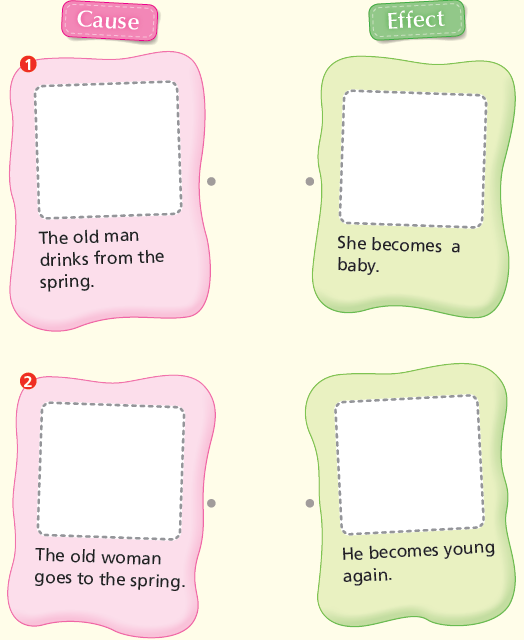 Cause
Effect
1
The old man
drinks from the
spring.
She becomes a
baby.
2
The old woman
goes to the spring.
He becomes young
again.